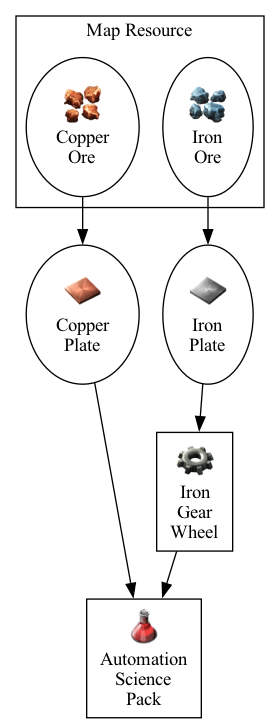 Map Resource
Copper
Ore
Iron
Ore
Copper
Plate
Iron
Plate
Iron
Gear
Wheel
Automation
Science
Pack